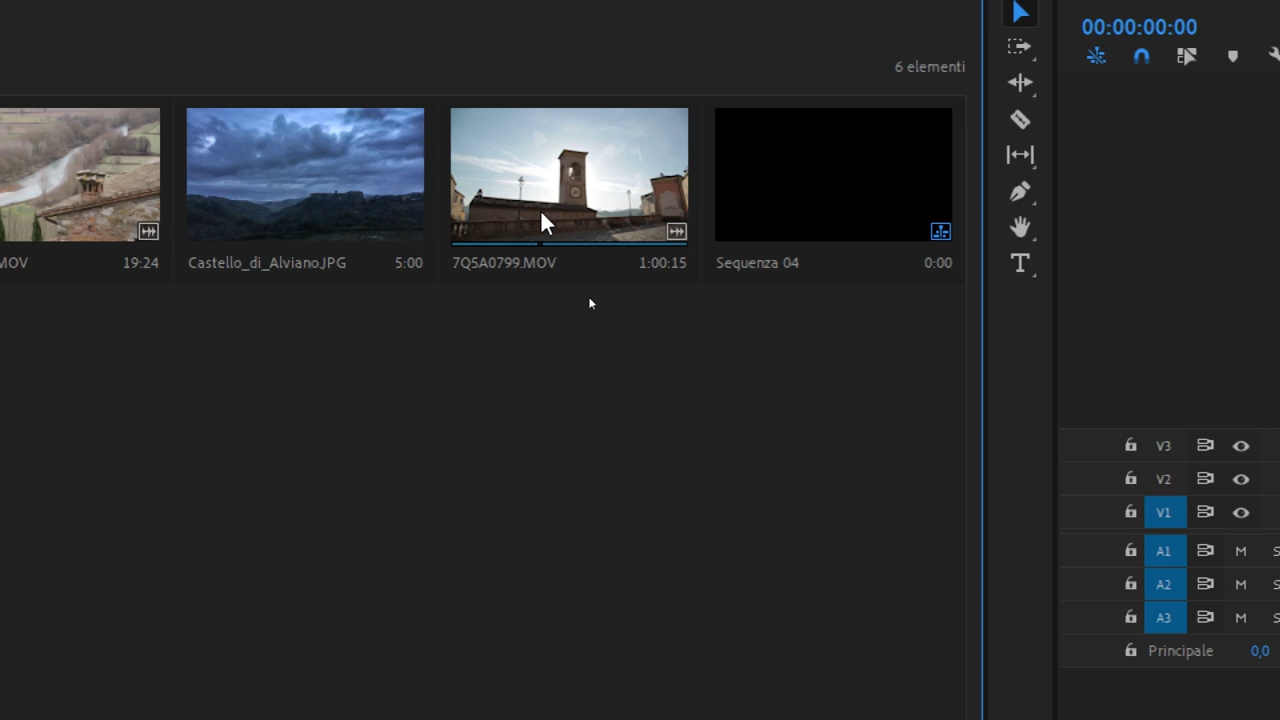 00:00:00:00
6 elementi
MOV 19:24
Castello_di_Alviano.JPG 5:00
7Q5A0799.MOV 1:00:15
Sequenza 04 0:00
V3
V2
V1
A1 M S
A2 M S
A3 M S
Principale 0,0